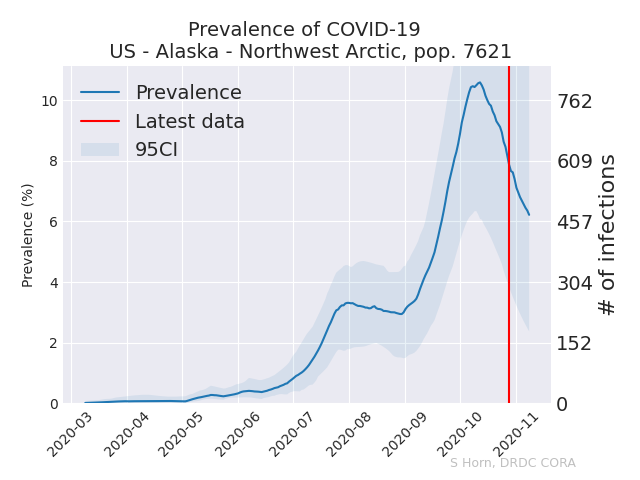 Prevalence of COVID-19
US - Alaska - Northwest Arctic, pop. 7621
Prevalence
Latest data
95CI
Prevalence (%)
10
8
6
4
2
0
762
609
457
304
152
0
# of infections
2020-03
2020-04
2020-05
2020-06
2020-07
2020-08
2020-09
2020-10
2020-11
S Horn, DRDC CORA